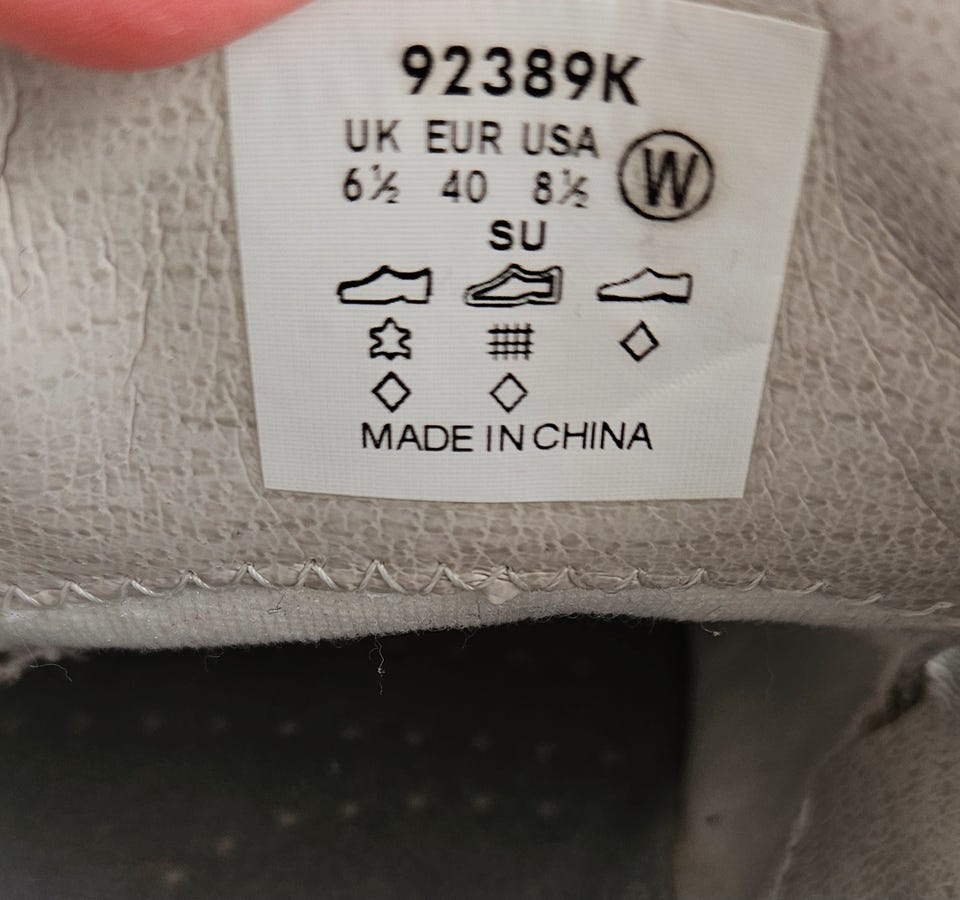 92389K
UK EUR USA
6½ 40 8½ W
SU
MADE IN CHINA